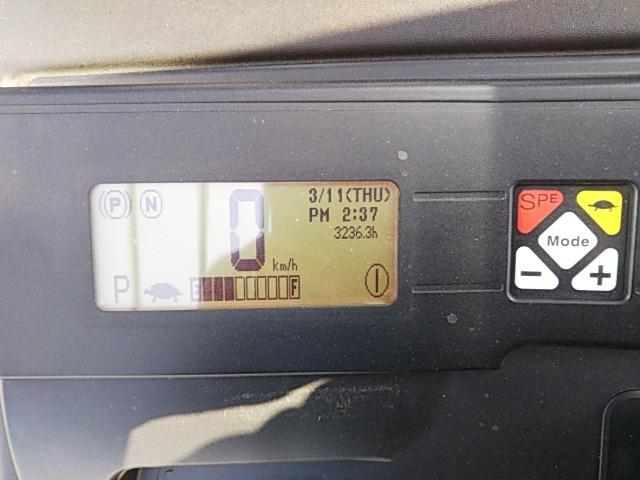 P N
0 km/h
3/11(THU)
PM 2:37
3236.3h
P
E F
SPE
Mode
− +